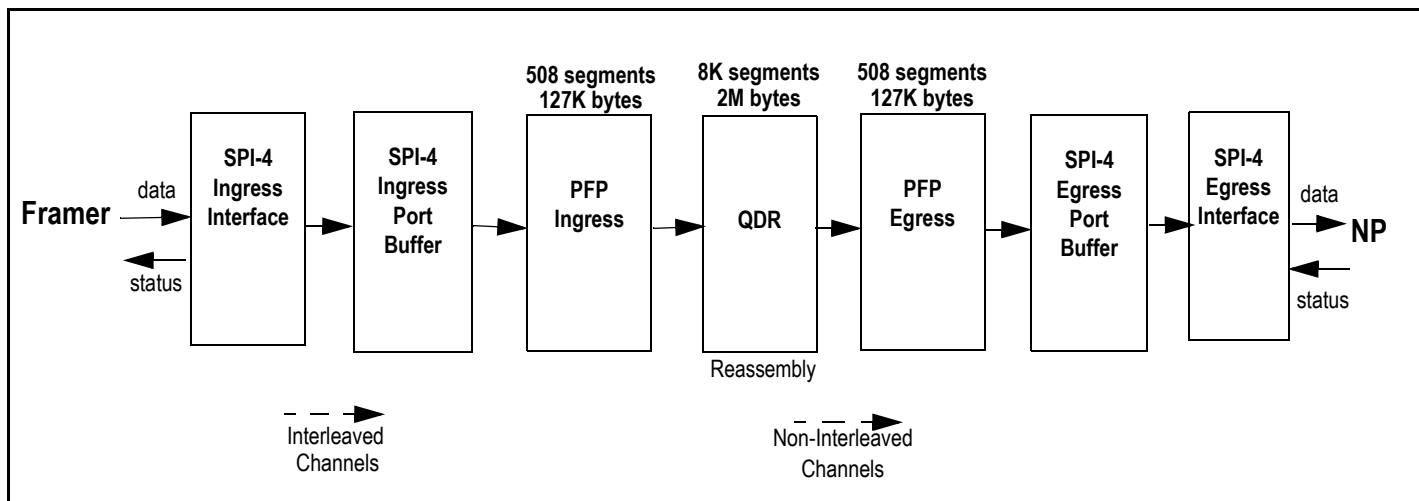 508 segments
127K bytes
8K segments
2M bytes
508 segments
127K bytes
Framer
data
status
SPI-4
Ingress
Interface
SPI-4
Ingress
Port
Buffer
PFP
Ingress
QDR
PFP
Egress
SPI-4
Egress
Port
Buffer
SPI-4
Egress
Interface
data
NP
status
Reassembly
Interleaved
Channels
Non-Interleaved
Channels